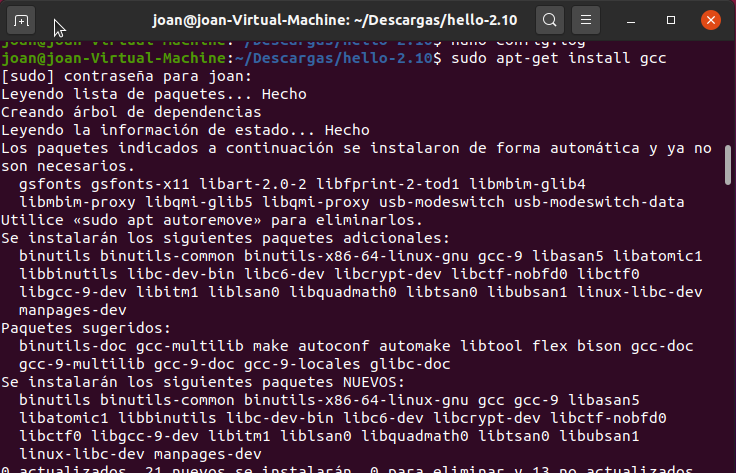 joan@joan-Virtual-Machine: ~/Descargas/hello-2.10
joan@joan-Virtual-Machine:~/Descargas/hello-2.10$ nano config.log
joan@joan-Virtual-Machine:~/Descargas/hello-2.10$ sudo apt-get install gcc
[sudo] contraseña para joan:
Leyendo lista de paquetes... Hecho
Creando árbol de dependencias
Leyendo la información de estado... Hecho
Los paquetes indicados a continuación se instalaron de forma automática y ya no
son necesarios.
  gsfonts gsfonts-x11 libart-2.0-2 libfprint-2-tod1 libmbim-glib4
  libmbim-proxy libqmi-glib5 libqmi-proxy usb-modeswitch usb-modeswitch-data
Utilice «sudo apt autoremove» para eliminarlos.
Se instalarán los siguientes paquetes adicionales:
  binutils binutils-common binutils-x86-64-linux-gnu gcc-9 libasan5 libatomic1
  libbinutils libc-dev-bin libc6-dev libcrypt-dev libctf-nobfd0 libctf0
  libgcc-9-dev libitm1 liblsan0 libquadmath0 libtsan0 libubsan1 linux-libc-dev
  manpages-dev
Paquetes sugeridos:
  binutils-doc gcc-multilib make autoconf automake libtool flex bison gcc-doc
  gcc-9-multilib gcc-9-doc gcc-9-locales glibc-doc
Se instalarán los siguientes paquetes NUEVOS:
  binutils binutils-common binutils-x86-64-linux-gnu gcc gcc-9 libasan5
  libatomic1 libbinutils libc-dev-bin libc6-dev libcrypt-dev libctf-nobfd0
  libctf0 libgcc-9-dev libitm1 liblsan0 libquadmath0 libtsan0 libubsan1
  linux-libc-dev manpages-dev
0 actualizados, 21 nuevos se instalarán, 0 para eliminar y 13 no actualizados.